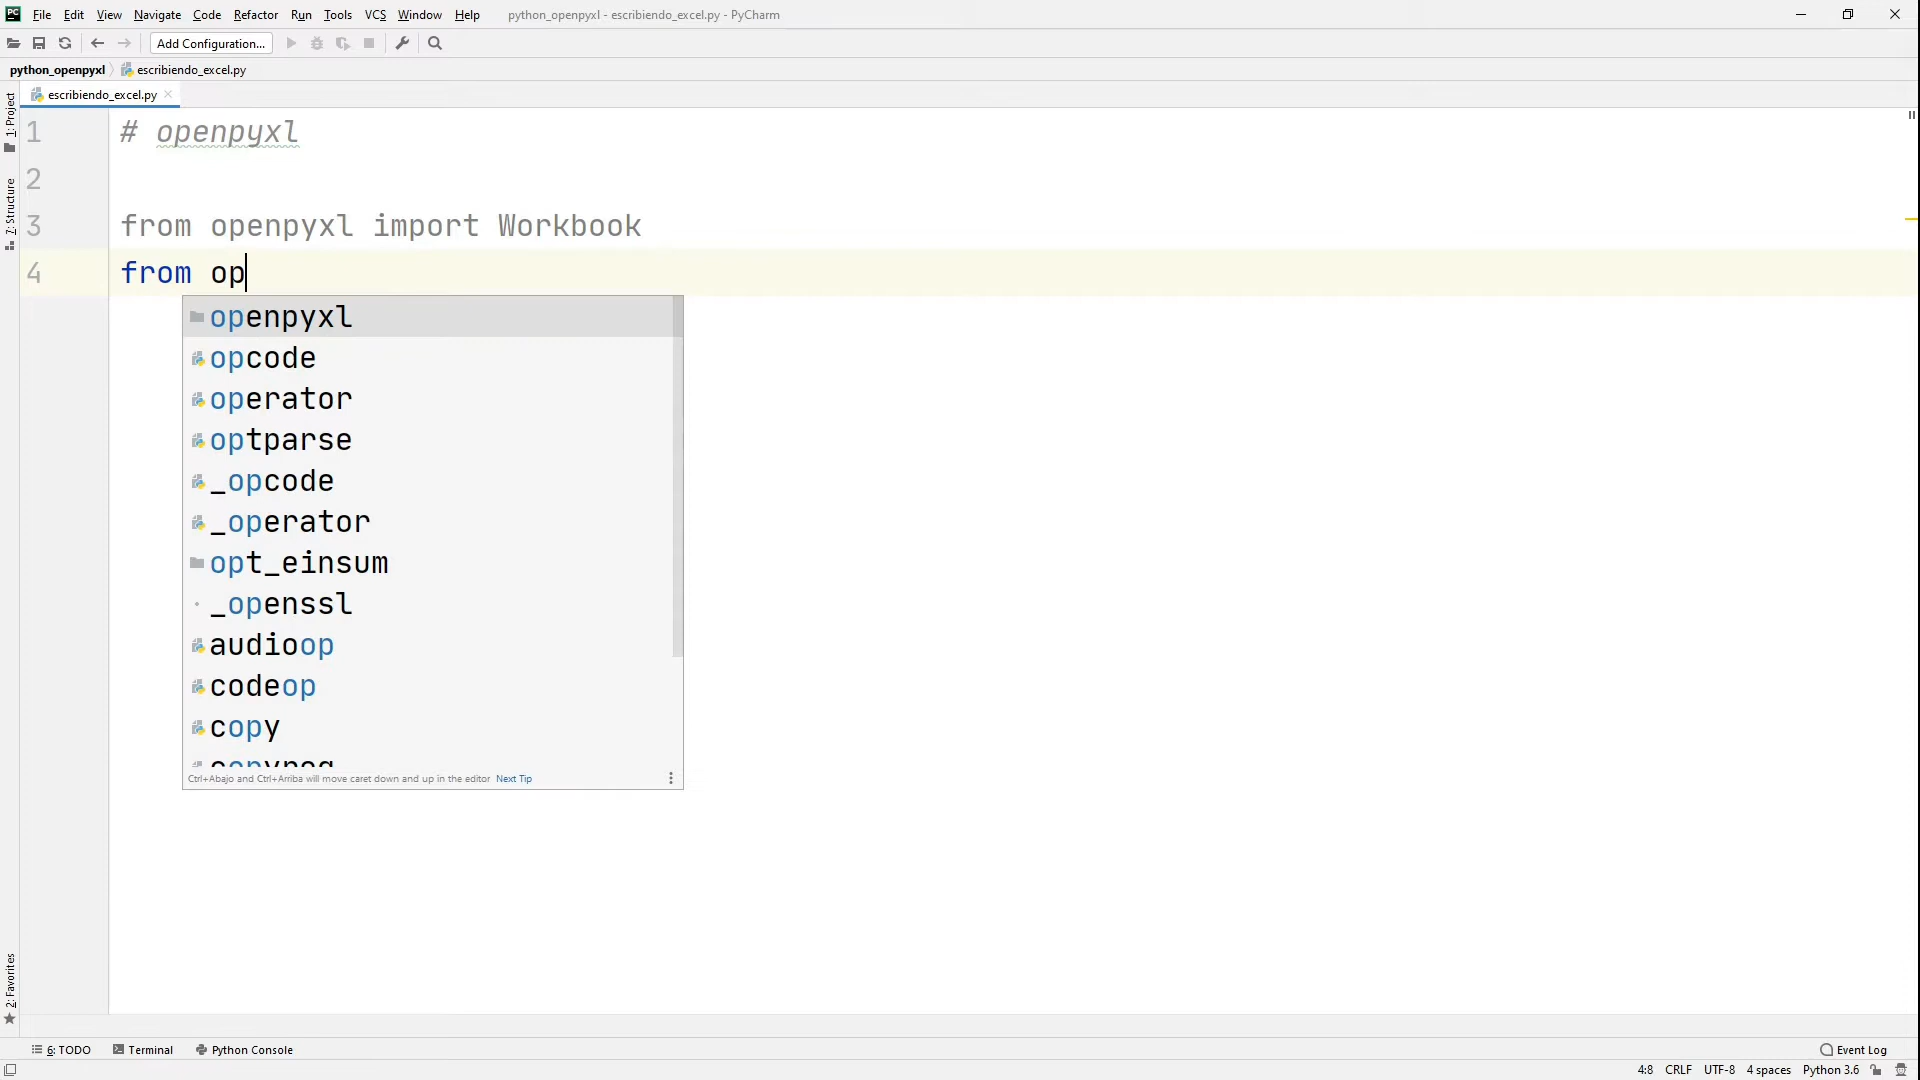 PC File Edit View Navigate Code Refactor Run Tools VCS Window Help python_openpyxl - escribiendo_excel.py - PyCharm
Add Configuration...
python_openpyxl escribiendo_excel.py
escribiendo_excel.py
1: Project
7: Structure
2: Favorites
1 # openpyxl
2
3 from openpyxl import Workbook
4 from op
openpyxl
opcode
operator
optparse
_opcode
_operator
opt_einsum
_openssl
audioop
codeop
copy
copyreg
Ctrl+Abajo and Ctrl+Arriba will move caret down and up in the editor Next Tip
6: TODO Terminal Python Console Event Log
4:8 CRLF UTF-8 4 spaces Python 3.6